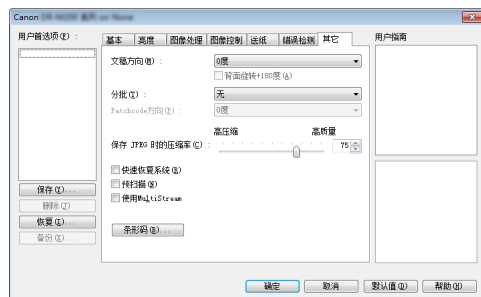 Canon DR-M260 系列 on None
用户首选项(P) :
基本 亮度 图像处理 图像控制 送纸 错误检测 其它
用户指南
文稿方向(M) : 0度
背面旋转+180度(A)
分批(T) : 无
Patchcode方向(P) : 0度
高压缩 高质量
保存 JPEG 时的压缩率(C) : 75
快速恢复系统(R)
预扫描(N)
使用MultiStream
条形码(B)...
保存(Y)...
删除(I)
恢复(X)...
备份(X)...
确定 取消 默认值(D) 帮助(H)